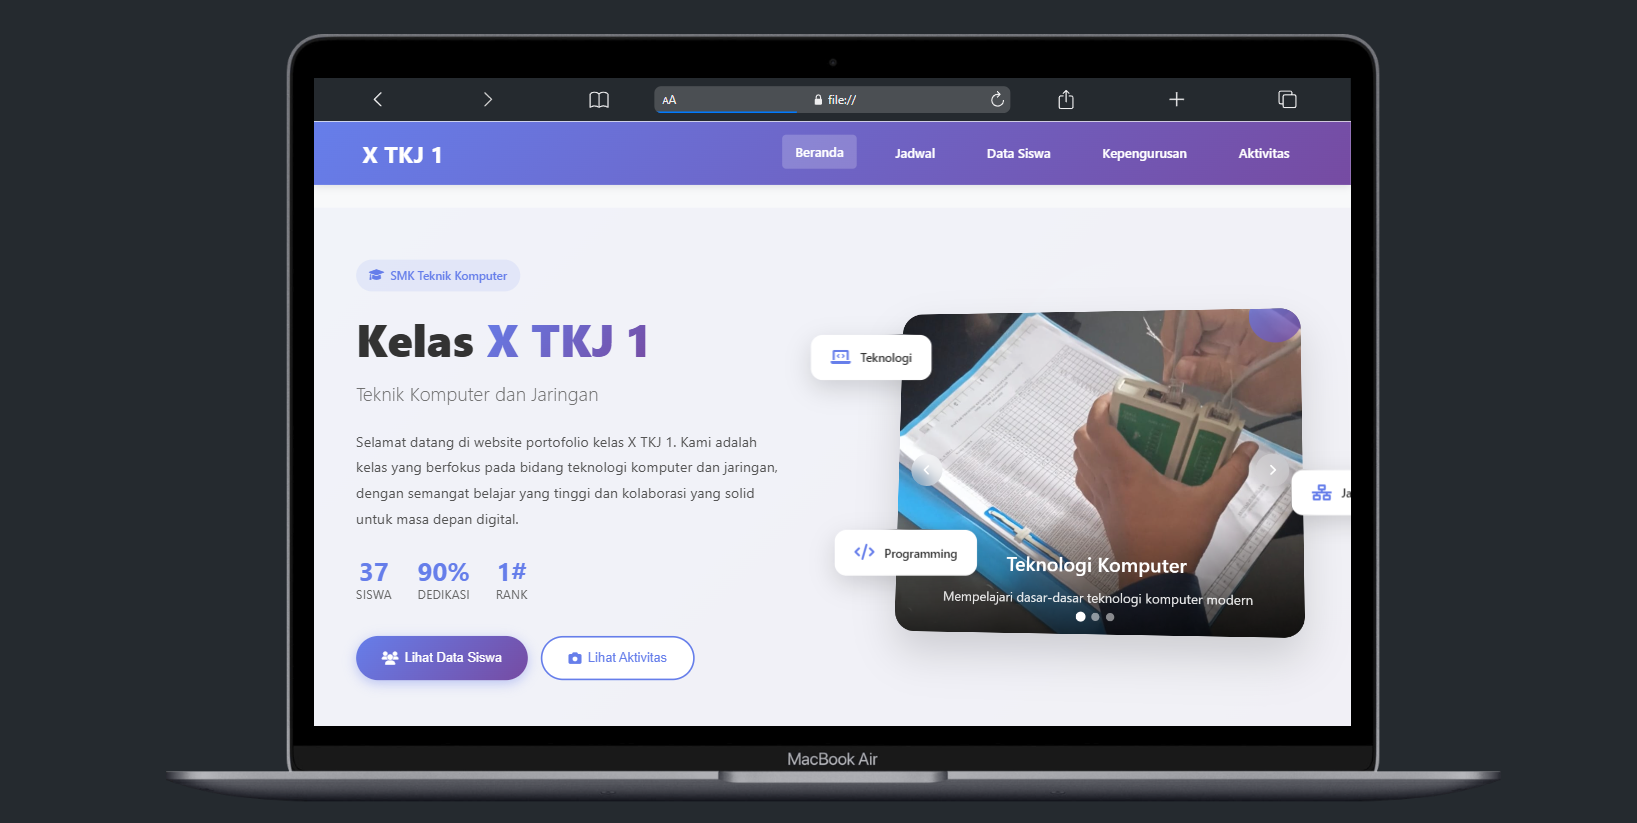 AA
file://
X TKJ 1
Beranda
Jadwal
Data Siswa
Kepengurusan
Aktivitas
SMK Teknik Komputer
Kelas X TKJ 1
Teknik Komputer dan Jaringan
Selamat datang di website portofolio kelas X TKJ 1. Kami adalah
kelas yang berfokus pada bidang teknologi komputer dan jaringan,
dengan semangat belajar yang tinggi dan kolaborasi yang solid
untuk masa depan digital.
37
SISWA
90%
DEDIKASI
1#
RANK
Lihat Data Siswa
Lihat Aktivitas
Teknologi
Ja
</> Programming
Teknologi Komputer
Mempelajari dasar-dasar teknologi komputer modern
MacBook Air